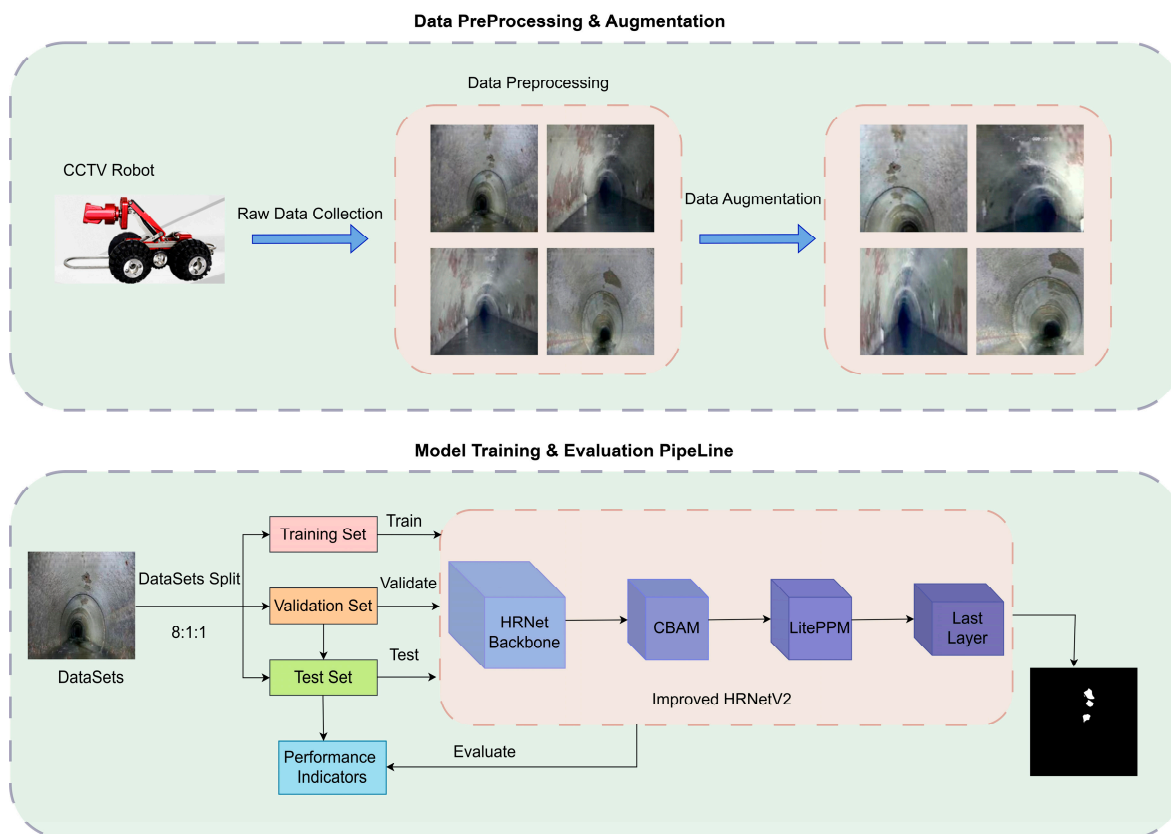 Data PreProcessing & Augmentation
Data Preprocessing
CCTV Robot
Raw Data Collection
Data Augmentation
Model Training & Evaluation PipeLine
Training Set
Train
DataSets Split
Validation Set
Validate
8:1:1
HRNet
Backbone
CBAM
LitePPM
Last
Layer
DataSets
Test Set
Test
Improved HRNetV2
Performance
Indicators
Evaluate